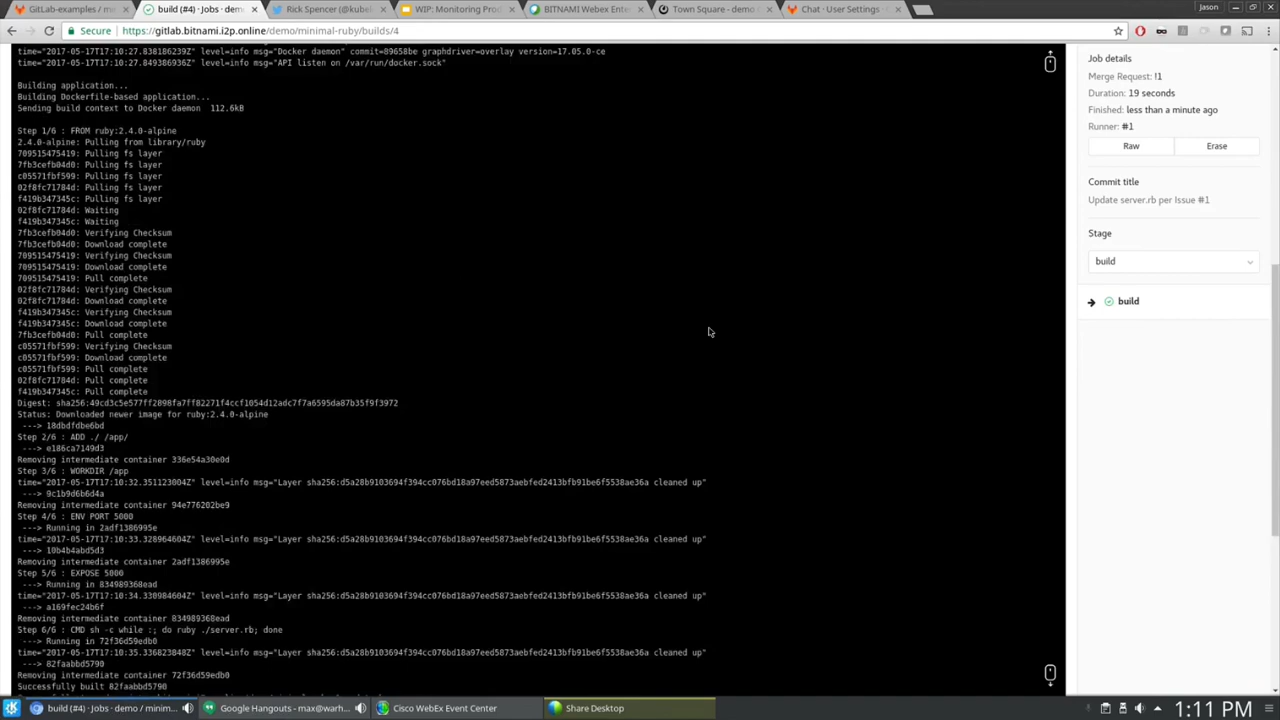 GitLab-examples / mi
build (#4) · Jobs · demo
Rick Spencer (@kubel
WIP: Monitoring Prod
BITNAMI Webex Ente
Town Square - demo
Chat · User Settings · 
Jason
Secure
https://gitlab.bitnami.i2p.online/demo/minimal-ruby/builds/4
time="2017-05-17T17:10:27.838186239Z" level=info msg="Docker daemon" commit=89658be graphdriver=overlay version=17.05.0-ce
time="2017-05-17T17:10:27.849386936Z" level=info msg="API listen on /var/run/docker.sock"
Building application...
Building Dockerfile-based application...
Sending build context to Docker daemon 112.6kB
Step 1/6 : FROM ruby:2.4.0-alpine
2.4.0-alpine: Pulling from library/ruby
709515475419: Pulling fs layer
7fb3cefb04d0: Pulling fs layer
c05571fbf599: Pulling fs layer
02f8fc71784d: Pulling fs layer
f419b347345c: Pulling fs layer
02f8fc71784d: Waiting
f419b347345c: Waiting
7fb3cefb04d0: Verifying Checksum
7fb3cefb04d0: Download complete
709515475419: Verifying Checksum
709515475419: Download complete
709515475419: Pull complete
02f8fc71784d: Verifying Checksum
02f8fc71784d: Download complete
f419b347345c: Verifying Checksum
f419b347345c: Download complete
7fb3cefb04d0: Pull complete
c05571fbf599: Verifying Checksum
c05571fbf599: Download complete
c05571fbf599: Pull complete
02f8fc71784d: Pull complete
f419b347345c: Pull complete
Digest: sha256:49cd3c5e577ff2898fa7ff82271f4ccf1054d12adc7f7a6595da87b35f9f3972
Status: Downloaded newer image for ruby:2.4.0-alpine
---> 18dbdfdbe6bd
Step 2/6 : ADD ./ /app/
---> e186ca7149d3
Removing intermediate container 336e54a30e0d
Step 3/6 : WORKDIR /app
time="2017-05-17T17:10:32.351123004Z" level=info msg="Layer sha256:d5a28b9103694f394cc076bd18a97eed5873aebfed2413bfb91be6f5538ae36a cleaned up"
---> 9c1b9d6b6d4a
Removing intermediate container 94e776202be9
Step 4/6 : ENV PORT 5000
---> Running in 2adf1386995e
time="2017-05-17T17:10:33.328964604Z" level=info msg="Layer sha256:d5a28b9103694f394cc076bd18a97eed5873aebfed2413bfb91be6f5538ae36a cleaned up"
---> 10b4b4abd5d3
Removing intermediate container 2adf1386995e
Step 5/6 : EXPOSE 5000
---> Running in 834989368ead
time="2017-05-17T17:10:34.330984604Z" level=info msg="Layer sha256:d5a28b9103694f394cc076bd18a97eed5873aebfed2413bfb91be6f5538ae36a cleaned up"
---> a169fec24b6f
Removing intermediate container 834989368ead
Step 6/6 : CMD sh -c while :; do ruby ./server.rb; done
---> Running in 72f36d59edb0
time="2017-05-17T17:10:35.336823848Z" level=info msg="Layer sha256:d5a28b9103694f394cc076bd18a97eed5873aebfed2413bfb91be6f5538ae36a cleaned up"
---> 82faabbd5790
Removing intermediate container 72f36d59edb0
Successfully built 82faabbd5790
Job details
Merge Request: !1
Duration: 19 seconds
Finished: less than a minute ago
Runner: #1
Raw
Erase
Commit title
Update server.rb per Issue #1
Stage
build
build
build (#4) · Jobs · demo / minim...
Google Hangouts - max@warh...
Cisco WebEx Event Center
Share Desktop
1:11 PM